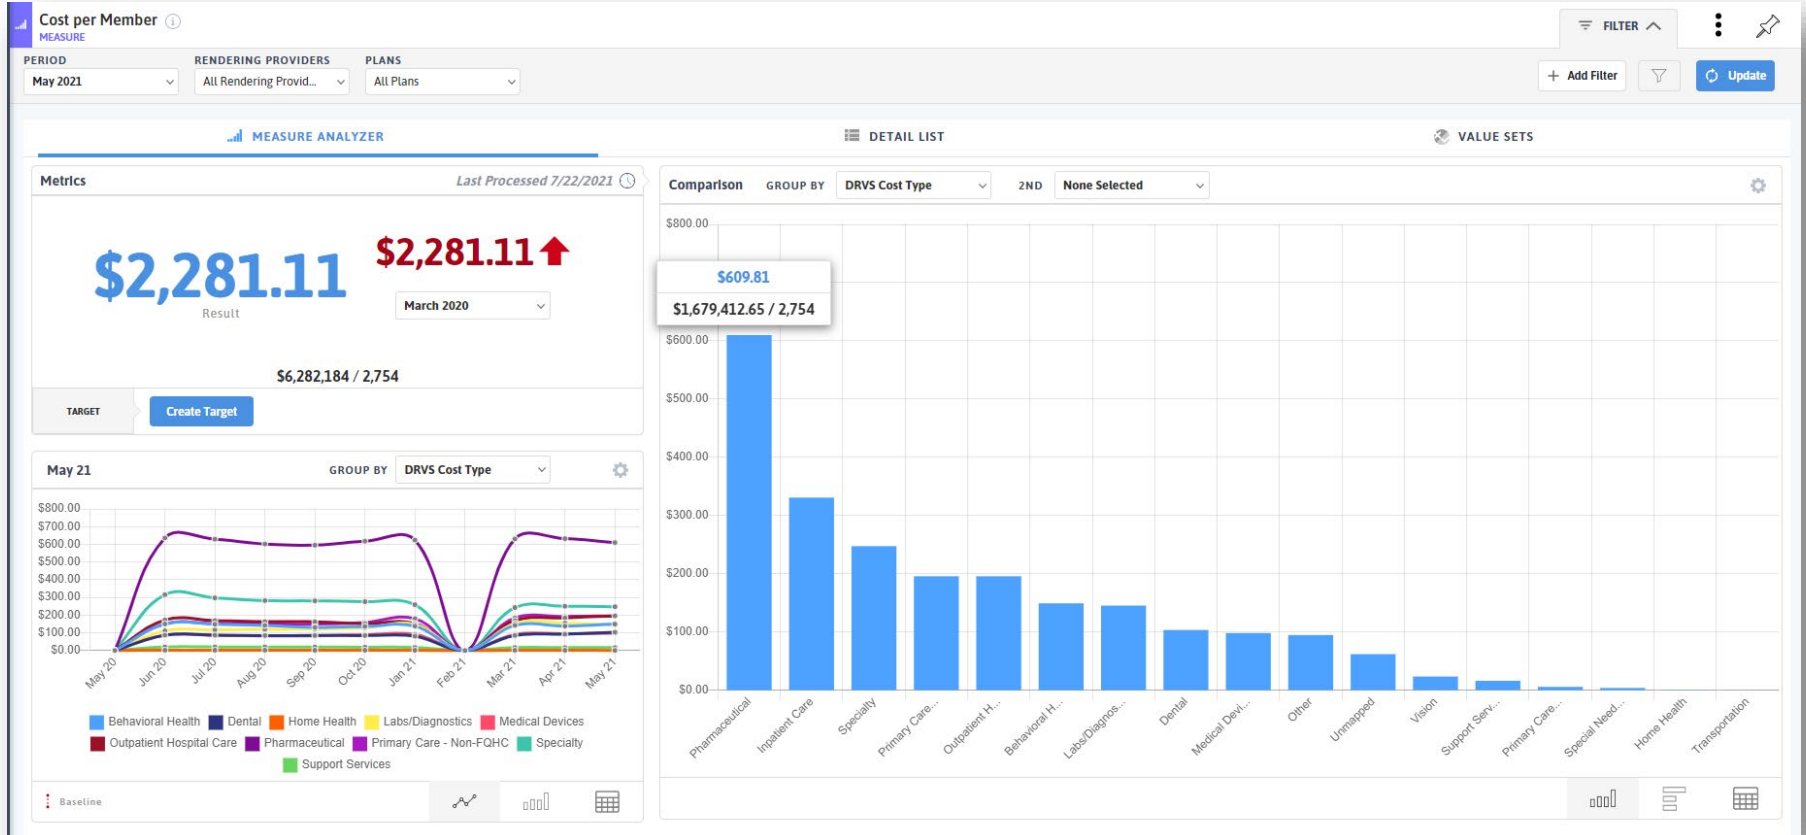 Cost per Member
MEASURE
FILTER
PERIOD
RENDERING PROVIDERS
PLANS
May 2021
All Rendering Provid...
All Plans
Add Filter
Update
MEASURE ANALYZER
DETAIL LIST
VALUE SETS
Metrics
Last Processed 7/22/2021
$2,281.11
Result
$2,281.11
March 2020
$6,282,184 / 2,754
TARGET
Create Target
May 21
GROUP BY
DRVS Cost Type
$800.00
$700.00
$600.00
$500.00
$400.00
$300.00
$200.00
$100.00
$0.00
May 20
Jun 20
Jul 20
Aug 20
Sep 20
Oct 20
Jan 21
Feb 21
Mar 21
Apr 21
May 21
Behavioral Health Dental Home Health Labs/Diagnostics Medical Devices
Outpatient Hospital Care Pharmaceutical Primary Care - Non-FQHC Specialty
Support Services
Baseline
Comparison
GROUP BY
DRVS Cost Type
2ND
None Selected
$800.00
$609.81
$1,679,412.65 / 2,754
$600.00
$500.00
$400.00
$300.00
$200.00
$100.00
$0.00
Pharmaceutical
Inpatient Care
Specialty
Primary Care...
Outpatient H...
Behavioral H...
Labs/Diagnos...
Dental
Medical Devi...
Other
Unmapped
Vision
Support Serv...
Primary Care...
Special Need...
Home Health
Transportation